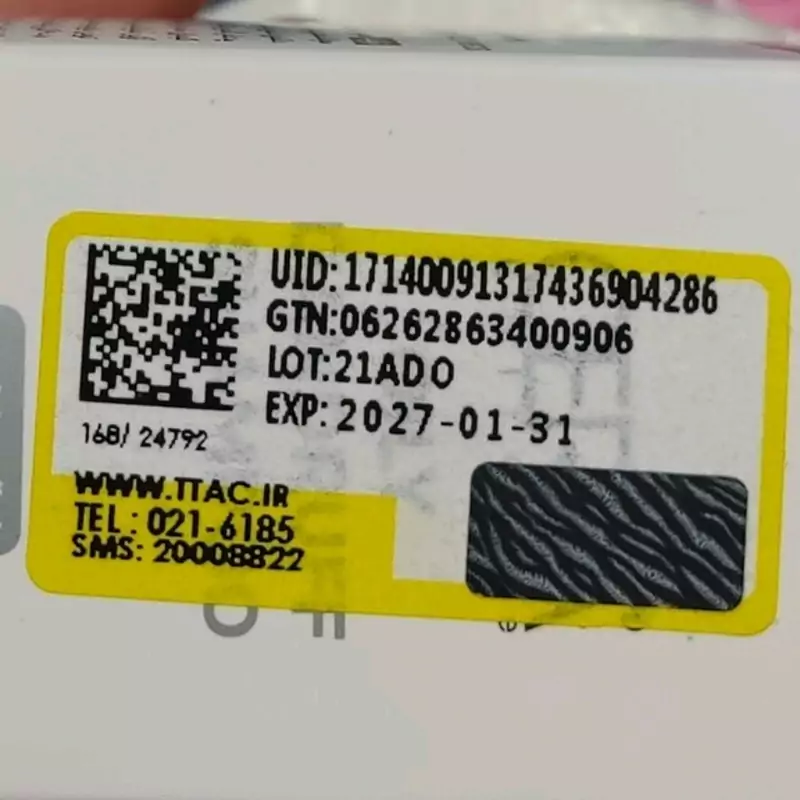 UID:17140091317436904286
GTN:06262863400906
LOT:21ADO
EXP: 2027-01-31
168/ 24792
WWW.TTAC.IR
TEL : 021-6185
SMS: 20008822